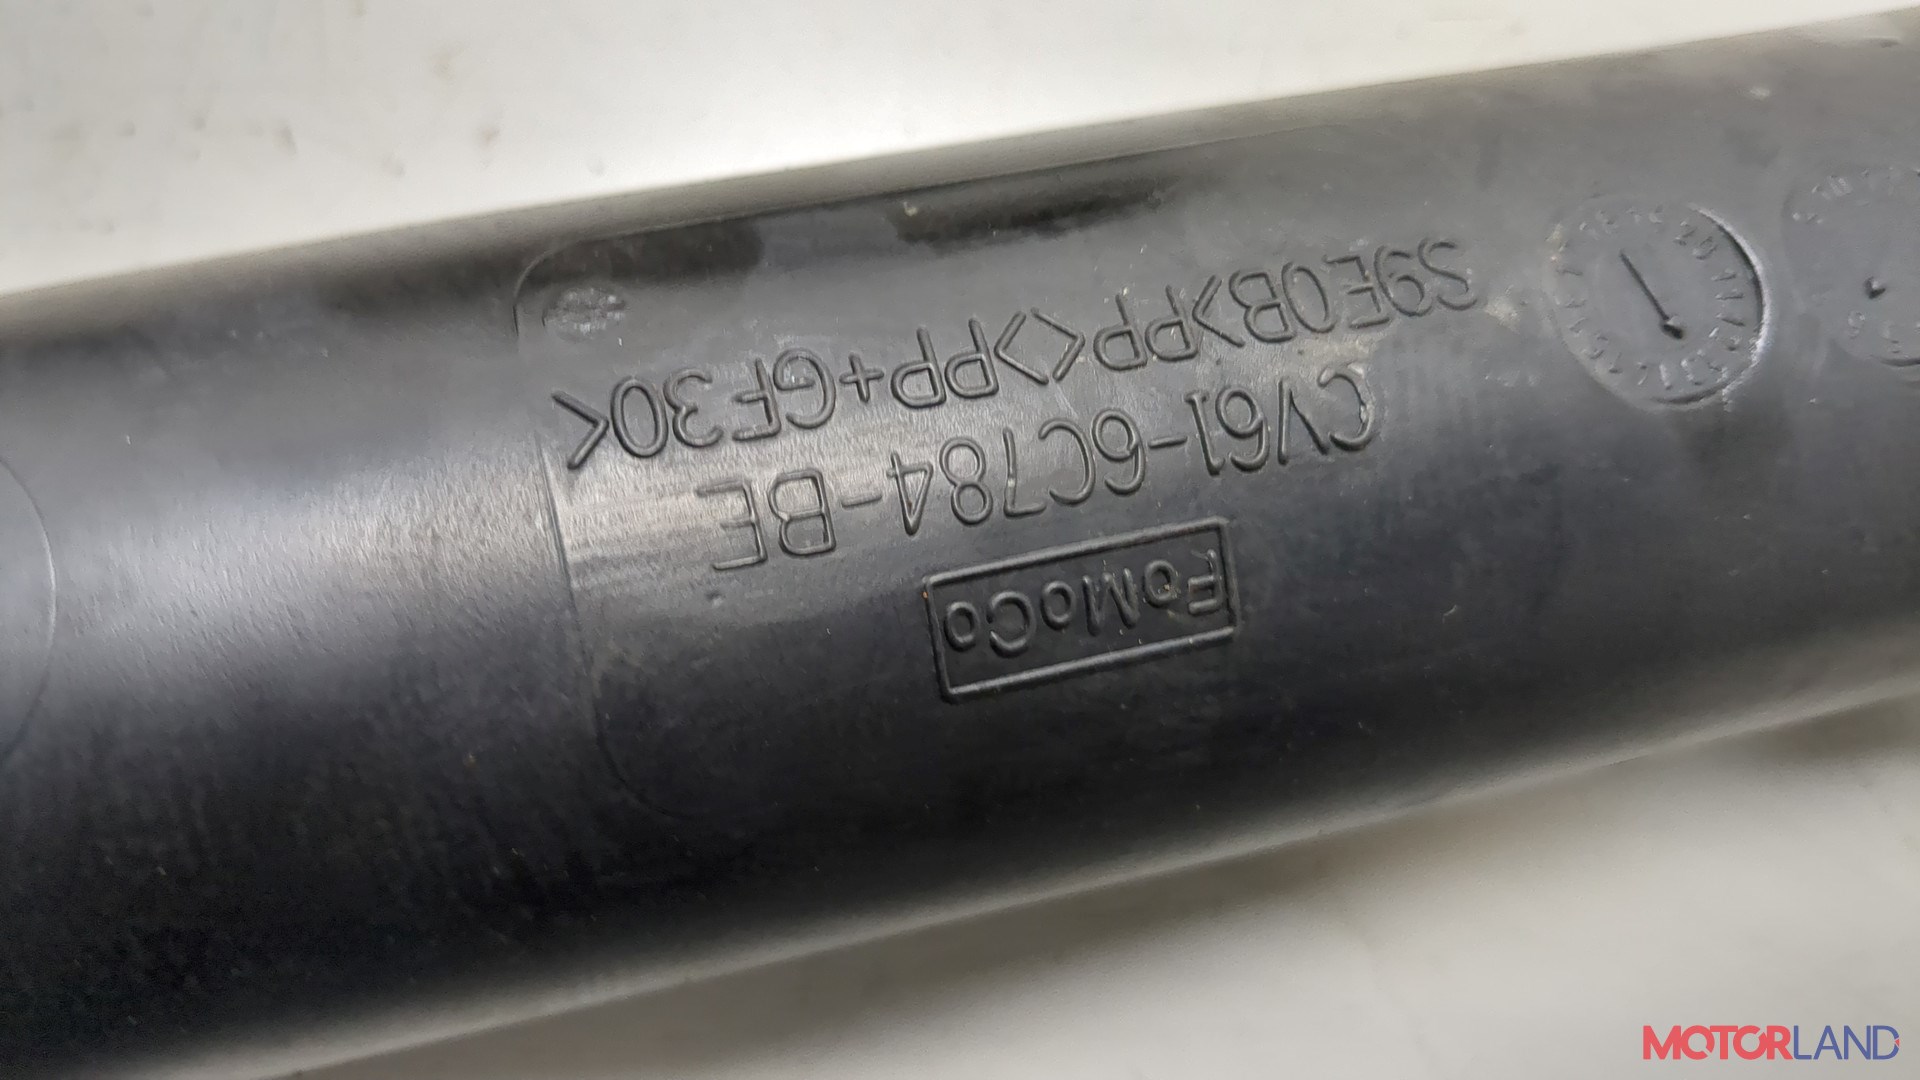 FoMoCo
CV61-6C784-BE
S9E0B>PP<>PP+GF30<
MOTORLAND